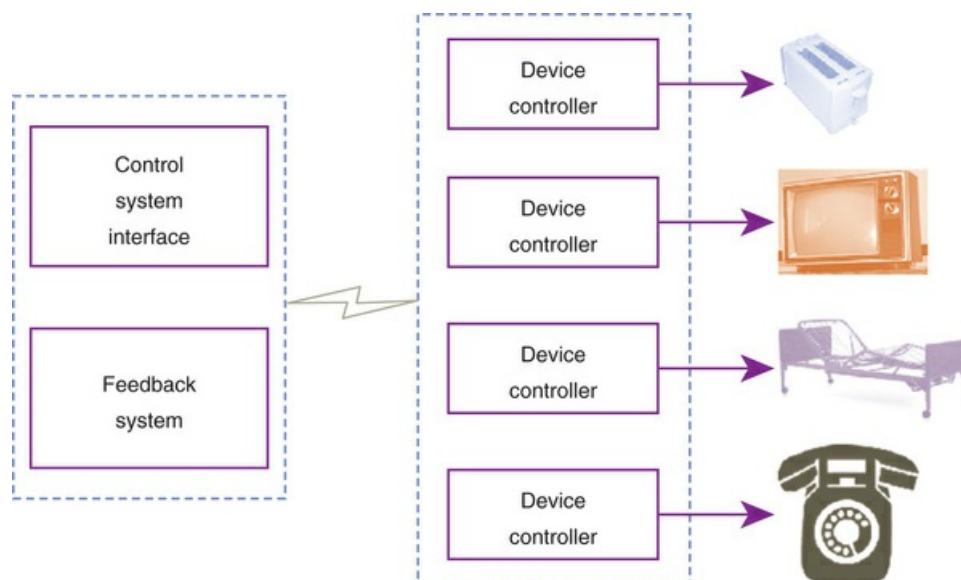 Control
system
interface
Feedback
system
Device
controller
Device
controller
Device
controller
Device
controller